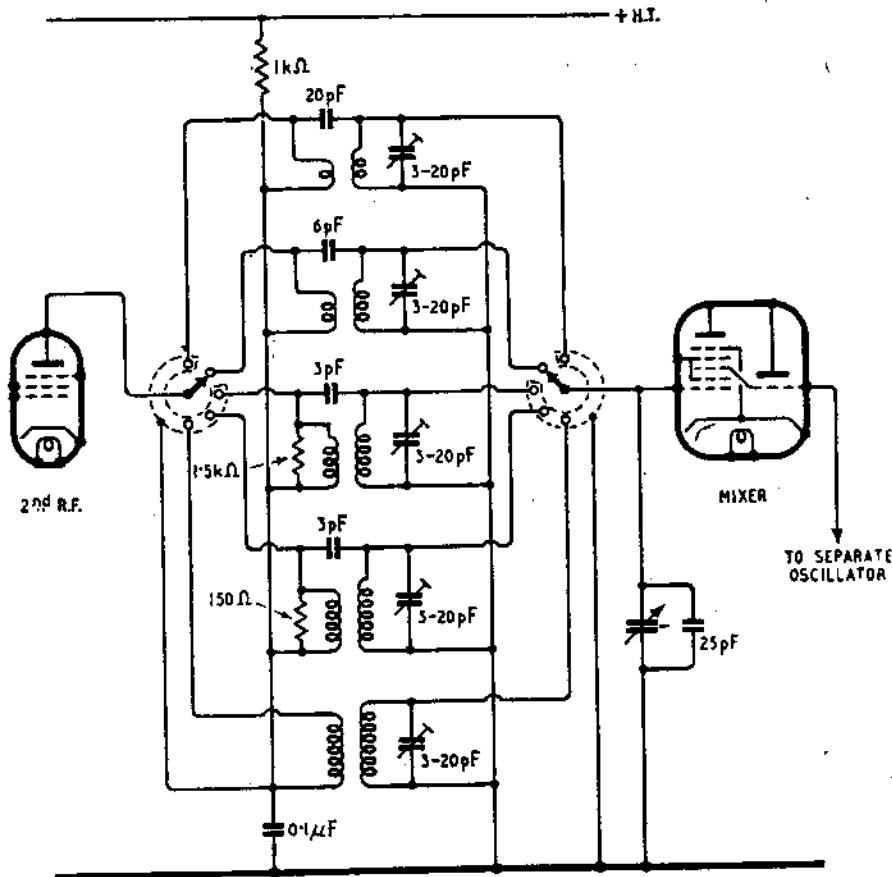 + H.T.
1kΩ
20pF
3-20pF
6pF
3-20pF
3pF
3-20pF
1·5kΩ
2nd R.F.
MIXER
3pF
TO SEPARATE
OSCILLATOR
150Ω
3-20pF
25pF
3-20pF
0·1μF